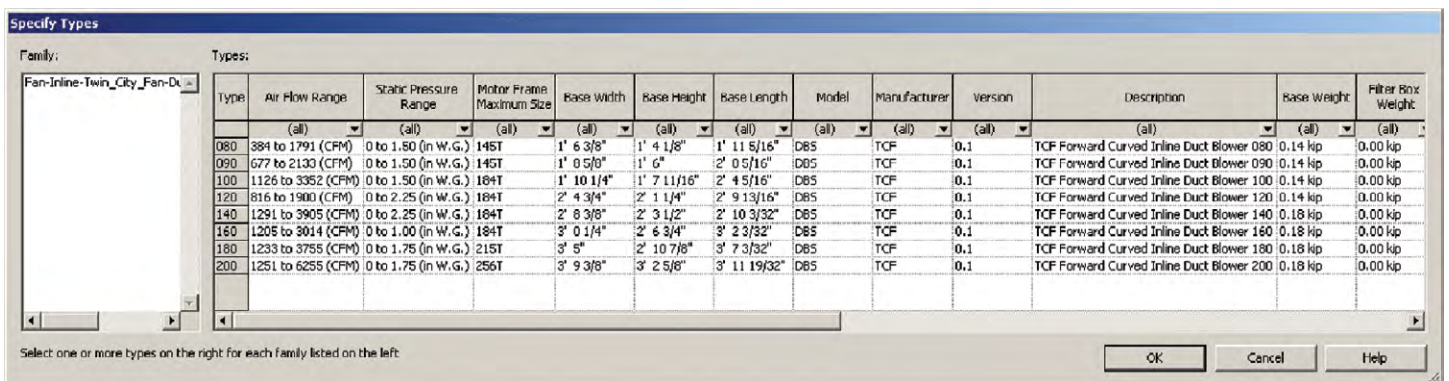 Specify Types
Family:
Types:
Fan-Inline-Twin_City_Fan-Du
Type Air Flow Range Static Pressure Range Motor Frame Maximum Size Base Width Base Height Base Length Model Manufacturer Version Description Base Weight Filter Box Weight
(all) (all) (all) (all) (all) (all) (all) (all) (all) (all) (all) (all)
080 384 to 1791 (CFM) 0 to 1.50 (in W.G.) 145T 1' 6 3/8" 1' 4 1/8" 1' 11 5/16" DB5 TCF 0.1 TCF Forward Curved Inline Duct Blower 080 0.14 kip 0.00 kip
090 677 to 2133 (CFM) 0 to 1.50 (in W.G.) 145T 1' 8 5/8" 1' 6" 2' 0 5/16" DB5 TCF 0.1 TCF Forward Curved Inline Duct Blower 090 0.14 kip 0.00 kip
100 1126 to 3352 (CFM) 0 to 1.50 (in W.G.) 184T 1' 10 1/4" 1' 7 11/16" 2' 4 5/16" DB5 TCF 0.1 TCF Forward Curved Inline Duct Blower 100 0.14 kip 0.00 kip
120 816 to 1900 (CFM) 0 to 2.25 (in W.G.) 184T 2' 4 3/4" 2' 1 1/4" 2' 9 13/16" DB5 TCF 0.1 TCF Forward Curved Inline Duct Blower 120 0.14 kip 0.00 kip
140 1291 to 3905 (CFM) 0 to 2.25 (in W.G.) 184T 2' 8 3/8" 2' 3 1/2" 2' 10 3/32" DB5 TCF 0.1 TCF Forward Curved Inline Duct Blower 140 0.18 kip 0.00 kip
160 1205 to 3014 (CFM) 0 to 1.00 (in W.G.) 184T 3' 0 1/4" 2' 6 3/4" 3' 2 3/32" DB5 TCF 0.1 TCF Forward Curved Inline Duct Blower 160 0.18 kip 0.00 kip
180 1233 to 3755 (CFM) 0 to 1.75 (in W.G.) 215T 3' 5" 2' 10 7/8" 3' 7 3/32" DB5 TCF 0.1 TCF Forward Curved Inline Duct Blower 180 0.18 kip 0.00 kip
200 1251 to 6255 (CFM) 0 to 1.75 (in W.G.) 256T 3' 9 3/8" 3' 2 5/8" 3' 11 19/32" DB5 TCF 0.1 TCF Forward Curved Inline Duct Blower 200 0.18 kip 0.00 kip
Select one or more types on the right for each family listed on the left
OK Cancel Help